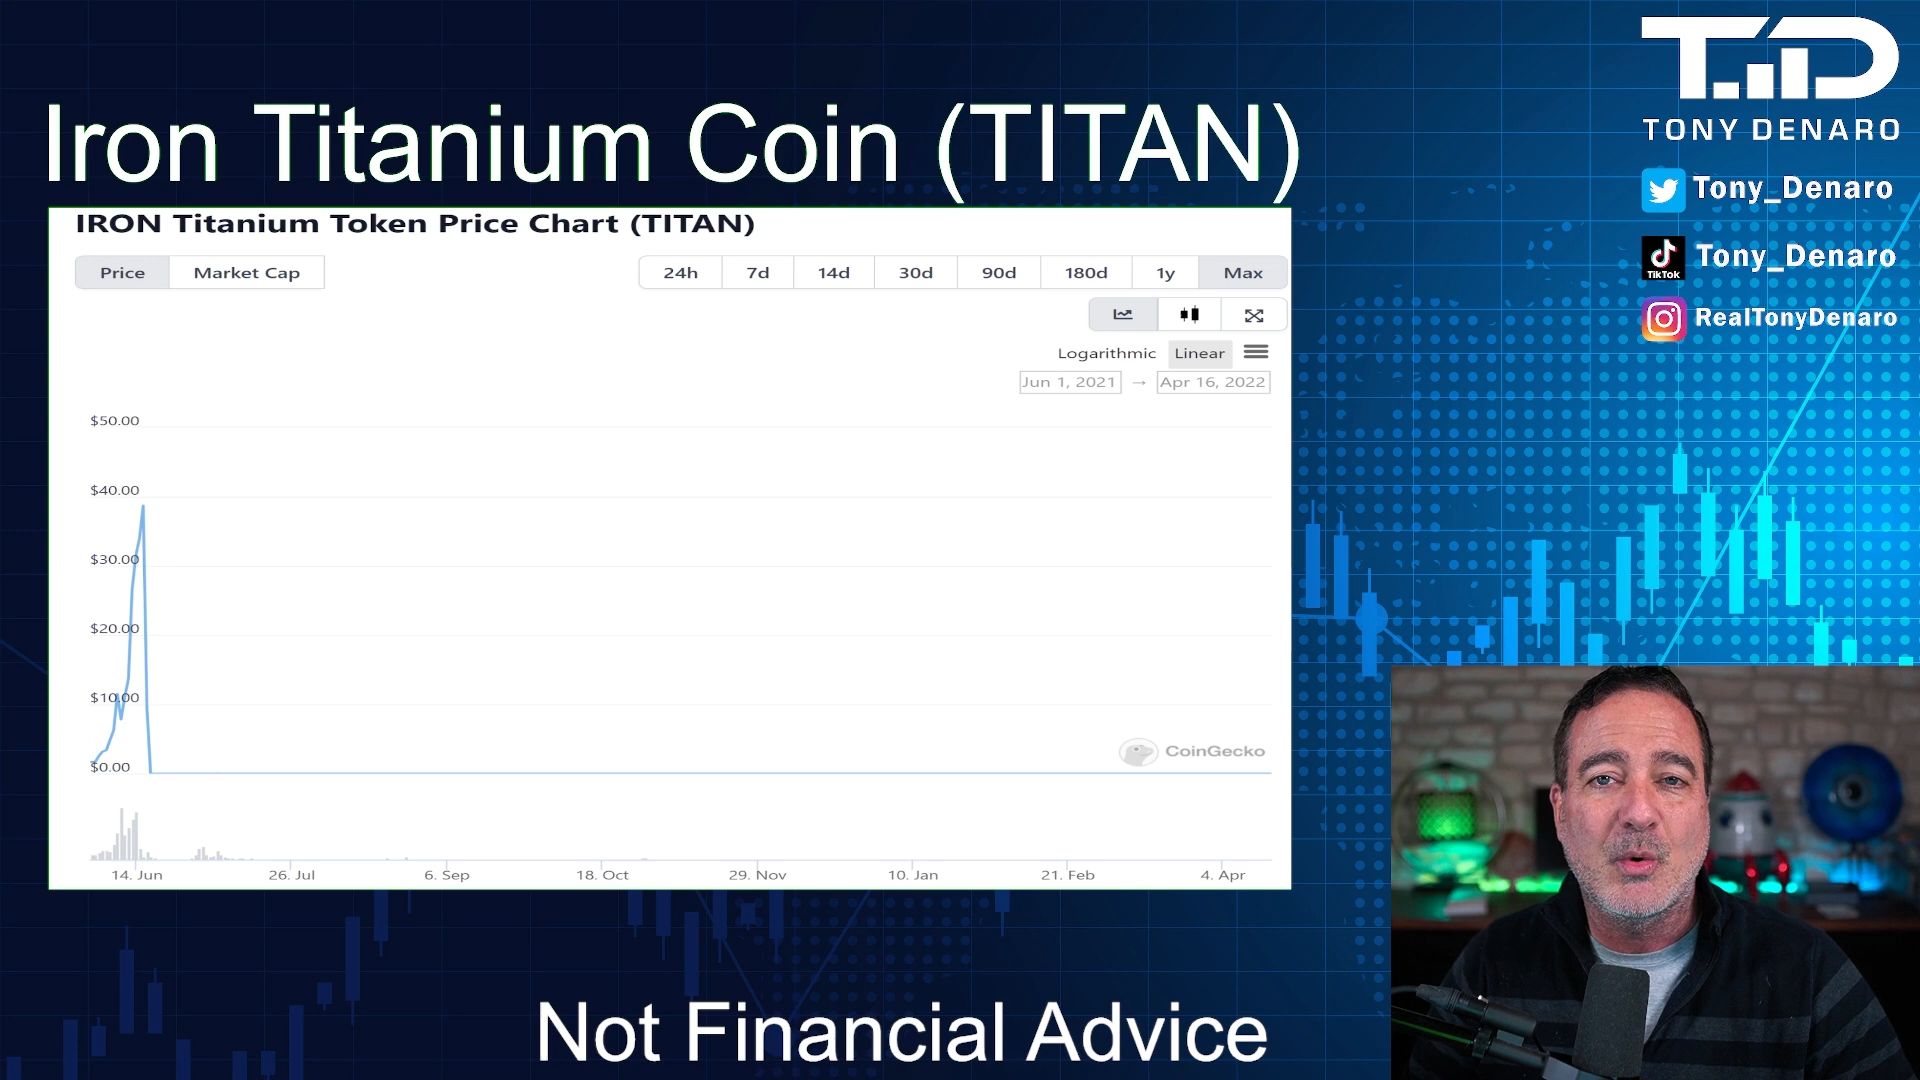 Iron Titanium Coin (TITAN)
TONY DENARO
Tony_Denaro
TikTok
Tony_Denaro
RealTonyDenaro
IRON Titanium Token Price Chart (TITAN)
Price Market Cap 24h 7d 14d 30d 90d 180d 1y Max
Logarithmic Linear
Jun 1, 2021 → Apr 16, 2022
$50.00
$40.00
$30.00
$20.00
$10.00
CoinGecko
$0.00
14. Jun 26. Jul 6. Sep 18. Oct 29. Nov 10. Jan 21. Feb 4. Apr
Not Financial Advice